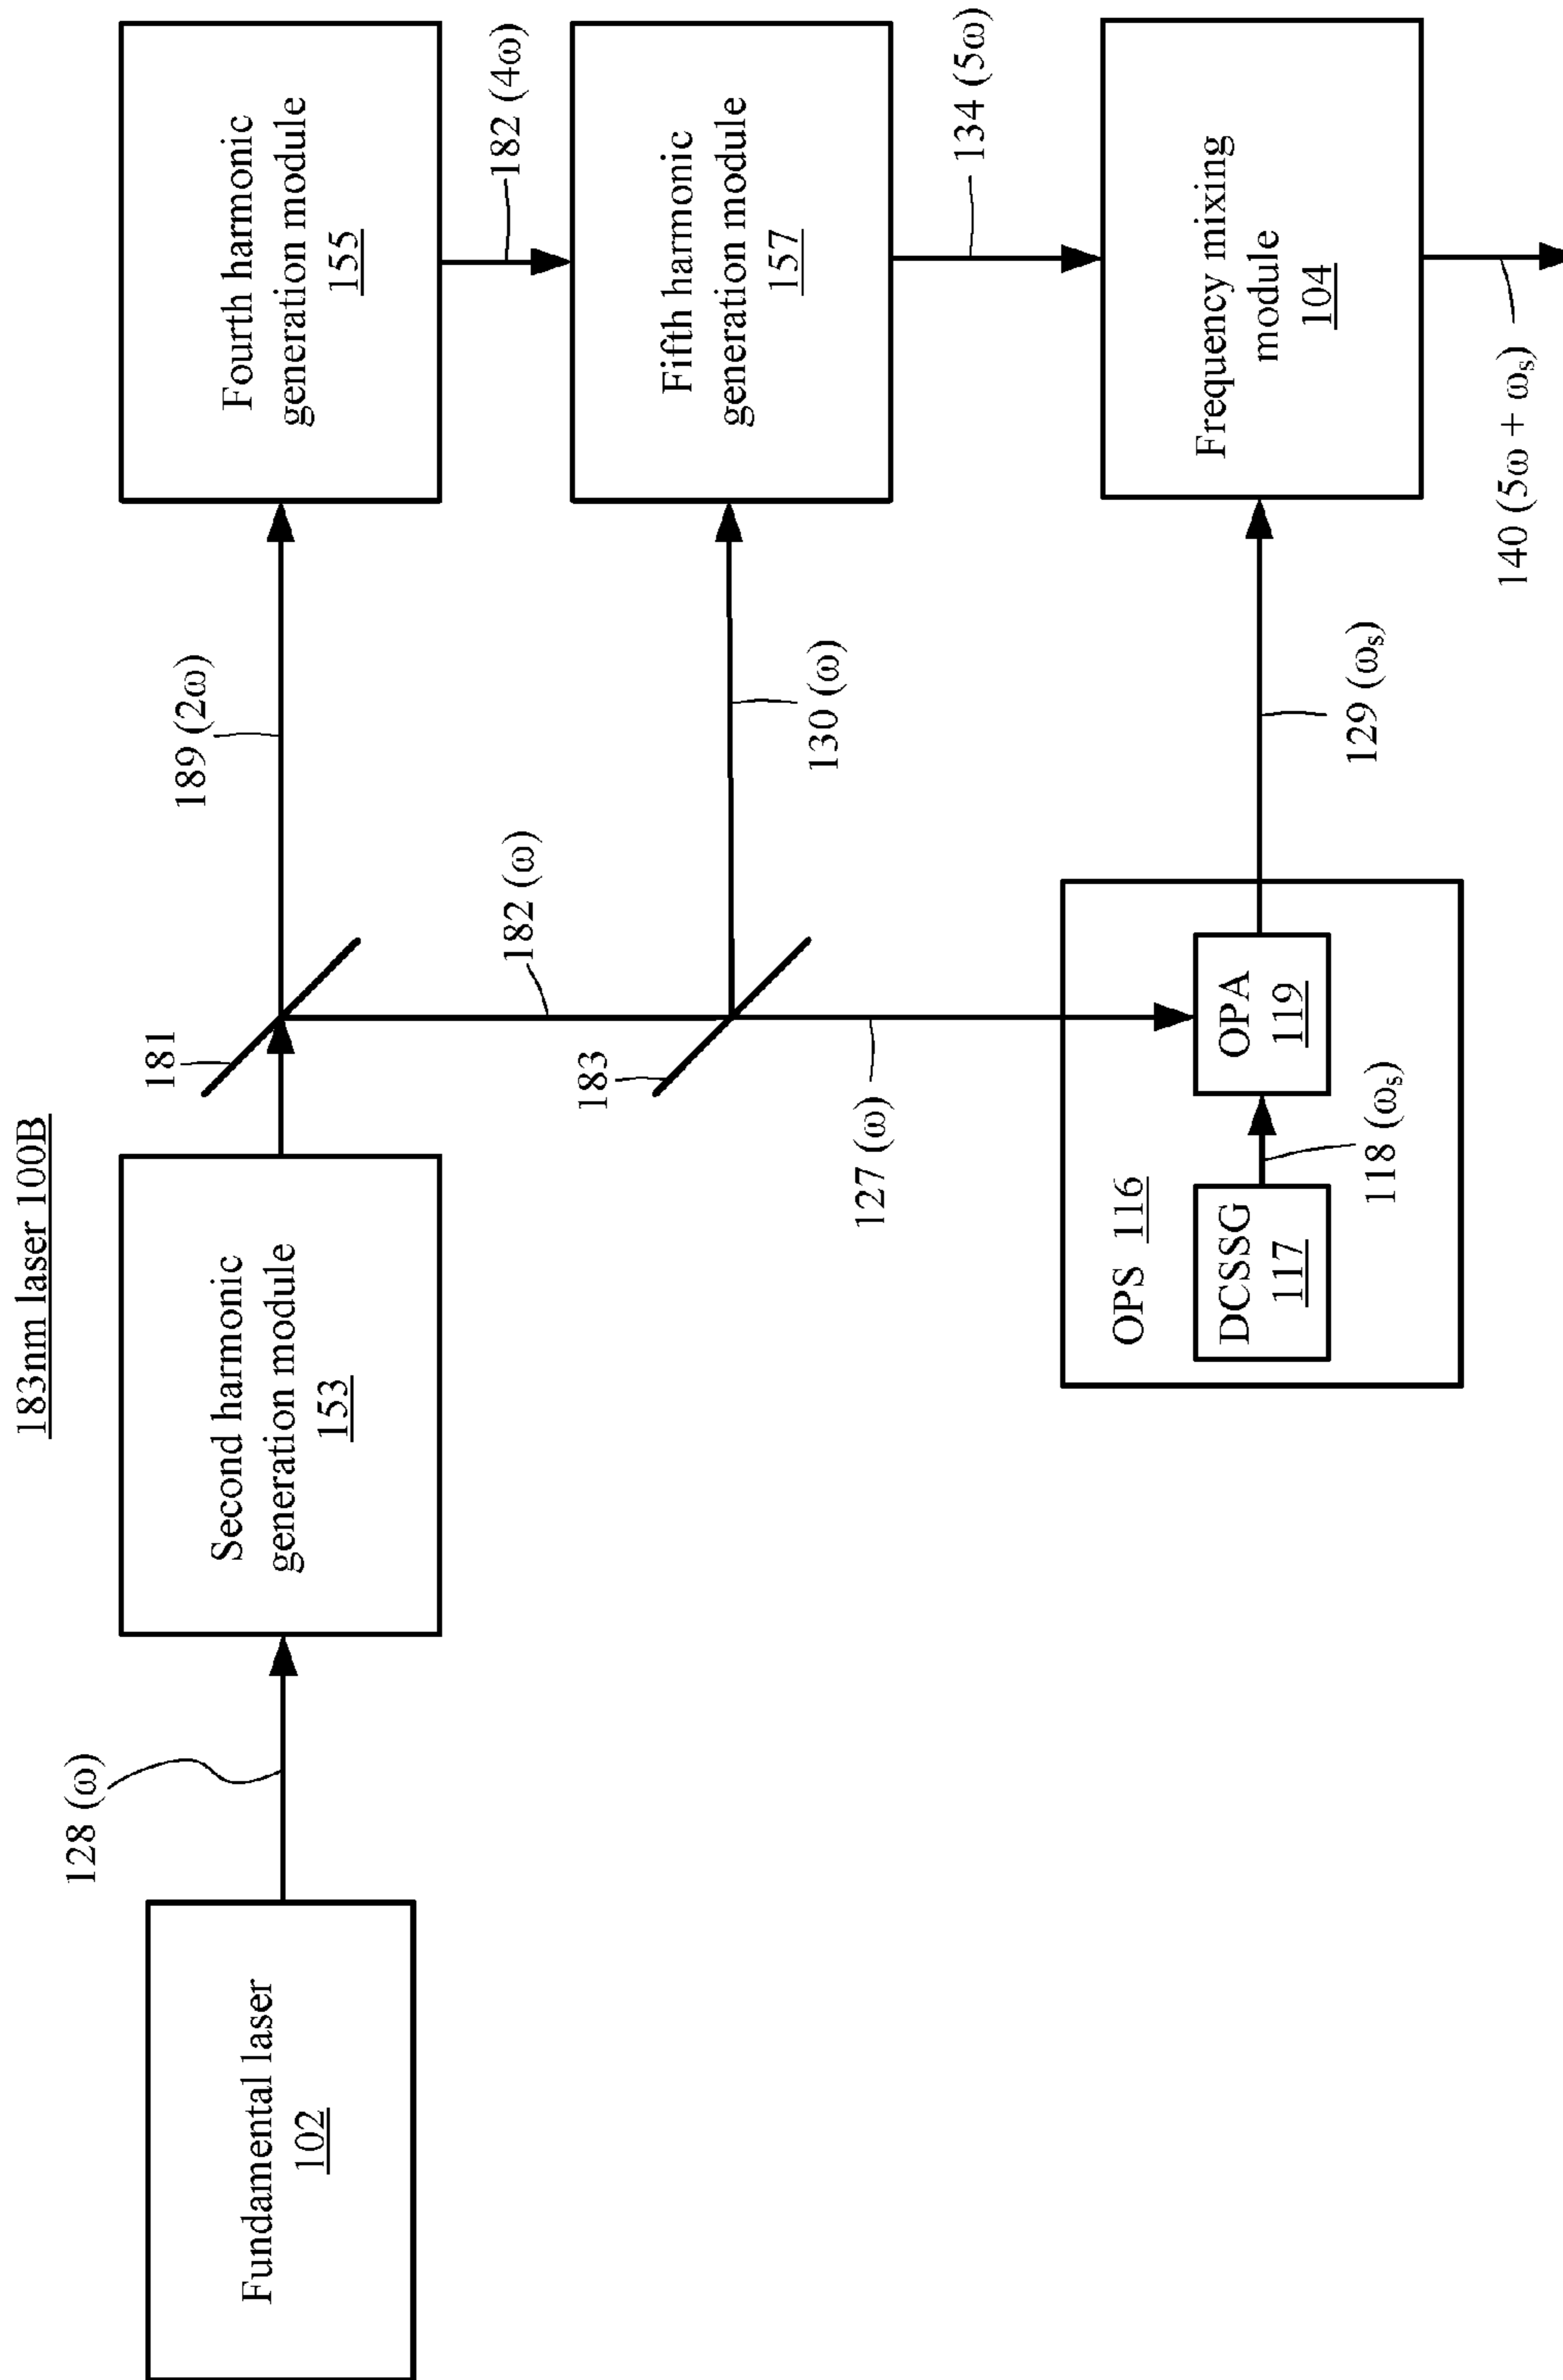 183nm laser 100B
Fundamental laser
102
128 (ω)
Second harmonic
generation module
153
181
189 (2ω)
Fourth harmonic
generation module
155
182 (ω)
182 (4ω)
183
130 (ω)
Fifth harmonic
generation module
157
127 (ω)
134 (5ω)
OPS 116
DCSSG
117
118 (ωs)
OPA
119
129 (ωs)
Frequency mixing
module
104
140 (5ω + ωs)